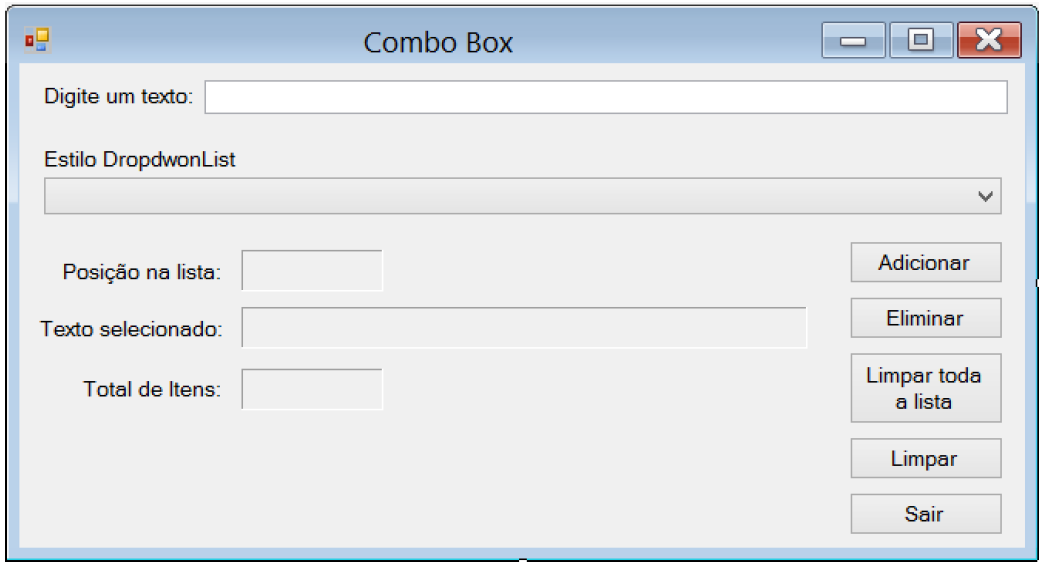 Combo Box
Digite um texto:
Estilo DropdwonList
Posição na lista:
Texto selecionado:
Total de Itens:
Adicionar
Eliminar
Limpar toda
a lista
Limpar
Sair